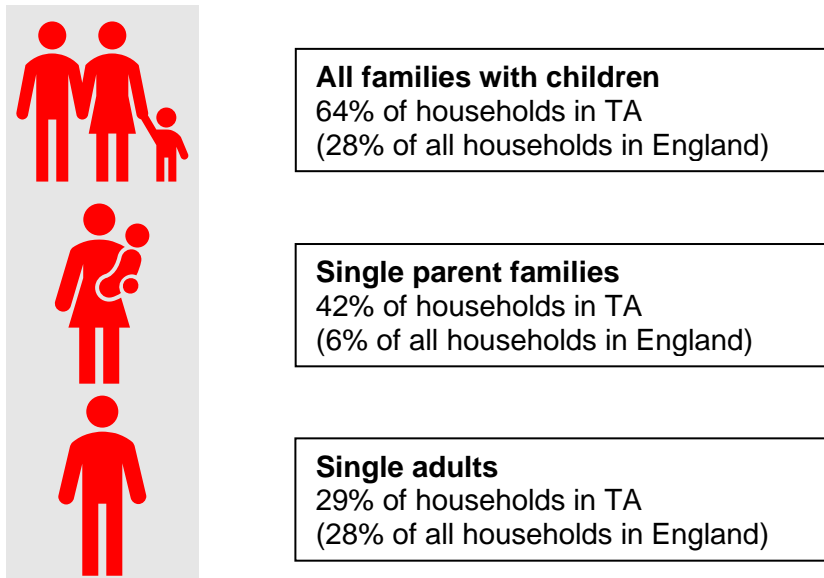 All families with children
64% of households in TA
(28% of all households in England)
Single parent families
42% of households in TA
(6% of all households in England)
Single adults
29% of households in TA
(28% of all households in England)